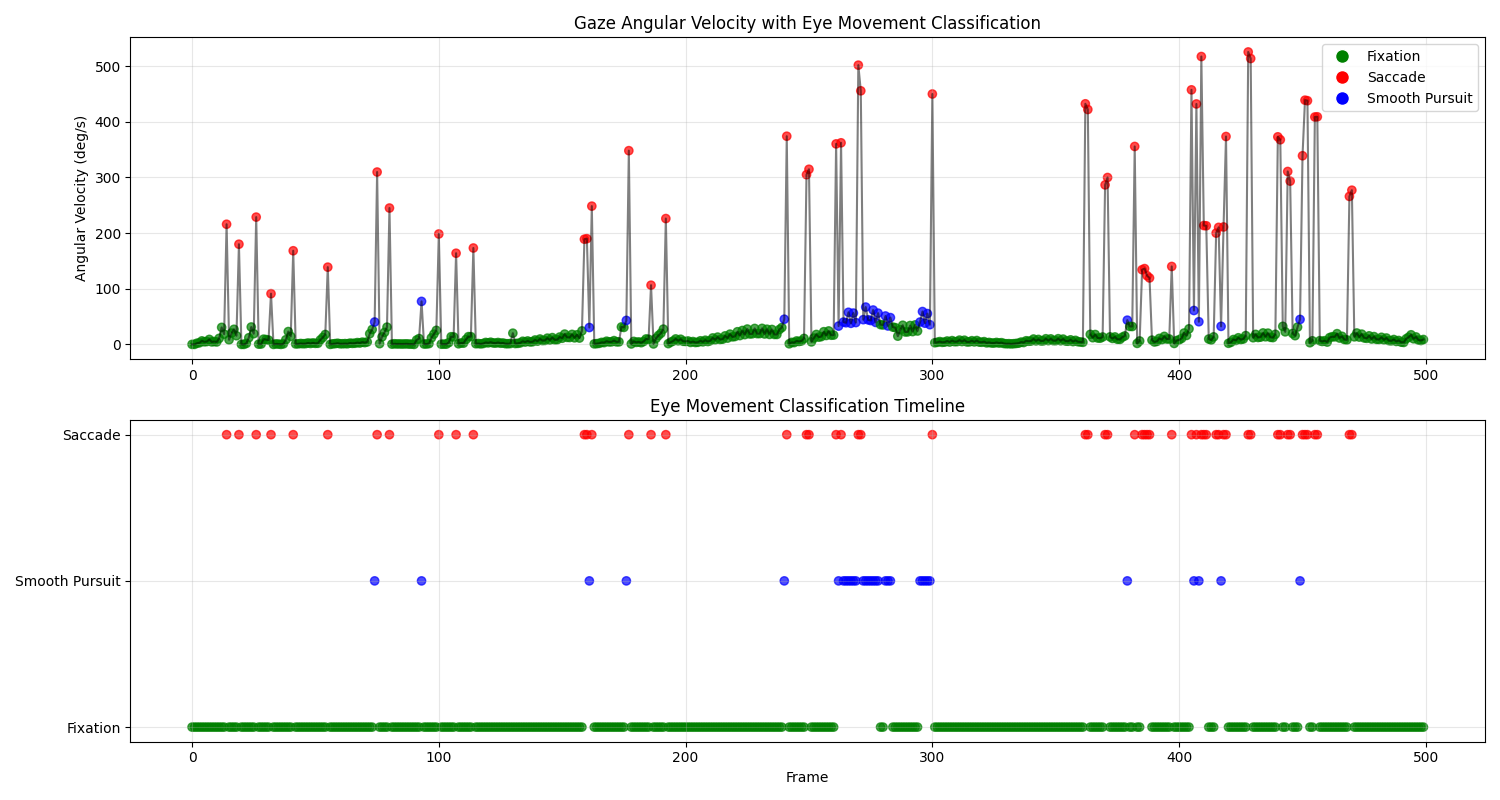 Gaze Angular Velocity with Eye Movement Classification
Angular Velocity (deg/s)
500
400
300
200
100
0
Fixation
Saccade
Smooth Pursuit
0 100 200 300 400 500
Eye Movement Classification Timeline
Saccade
Smooth Pursuit
Fixation
0 100 200 300 400 500
Frame